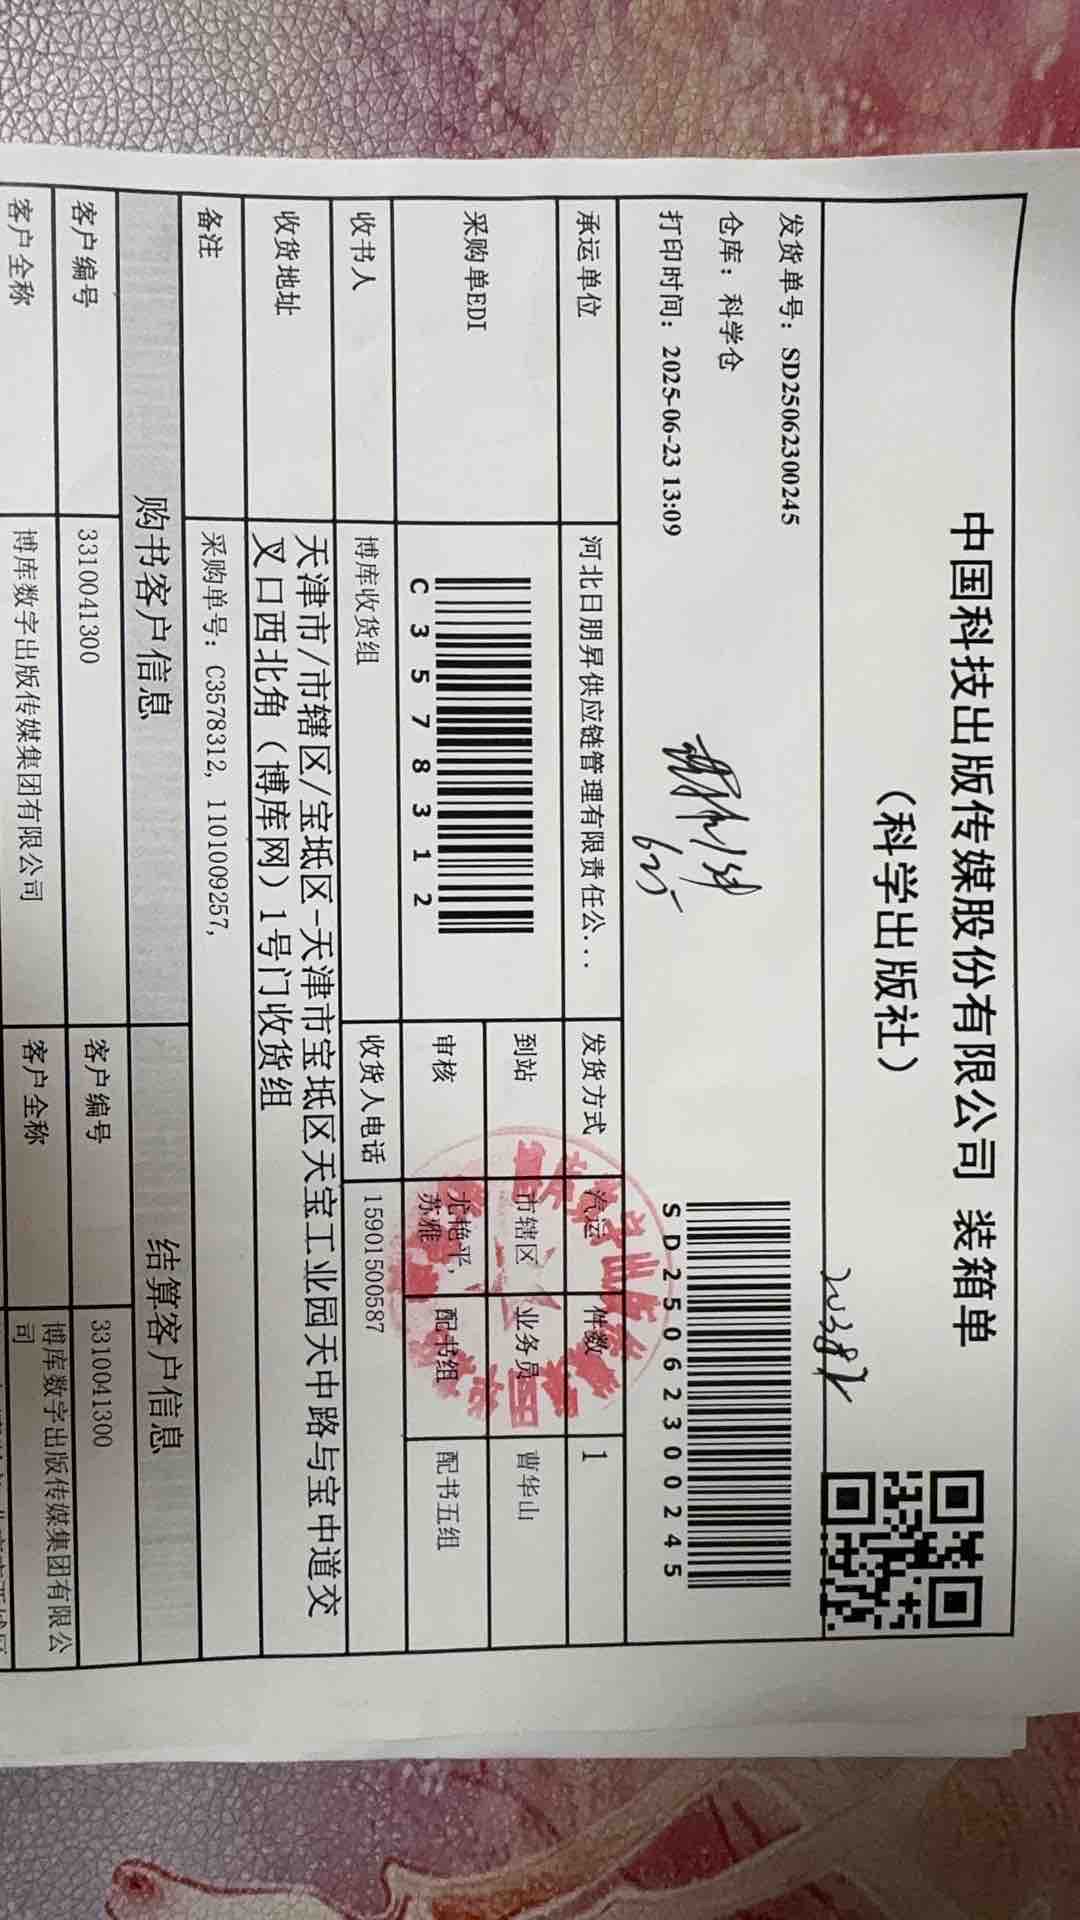 中国科技出版传媒股份有限公司 装箱单
（科学出版社）
发货单号: SD25062300245
仓库: 科学仓
打印时间: 2025-06-23 13:09
SD25062300245
承运单位 河北日朋昇供应链管理有限责任公... 发货方式 汽运 件数 1
采购单EDI C3578312 到站 市辖区 业务员 曹华山
审核 尤艳平, 配书组 配书五组
苏雅
收书人 博库收货组 收货人电话 15901500587
收货地址 天津市/市辖区/宝坻区-天津市宝坻区天宝工业园天中路与宝中道交
叉口西北角（博库网）1号门收货组
备注 采购单号: C3578312, 1101009257,
购书客户信息 结算客户信息
客户编号 3310041300 客户编号 3310041300
客户全称 博库数字出版传媒集团有限公司 客户全称 博库数字出版传媒集团有限公
司